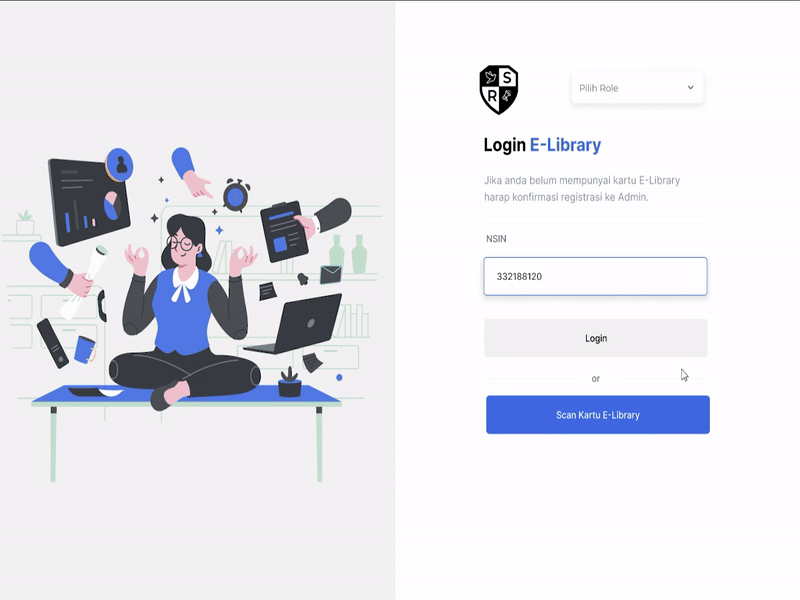 S
R
Pilih Role
Login E-Library
Jika anda belum mempunyai kartu E-Library
harap konfirmasi registrasi ke Admin.
NSIN
332188120
Login
or
Scan Kartu E-Library